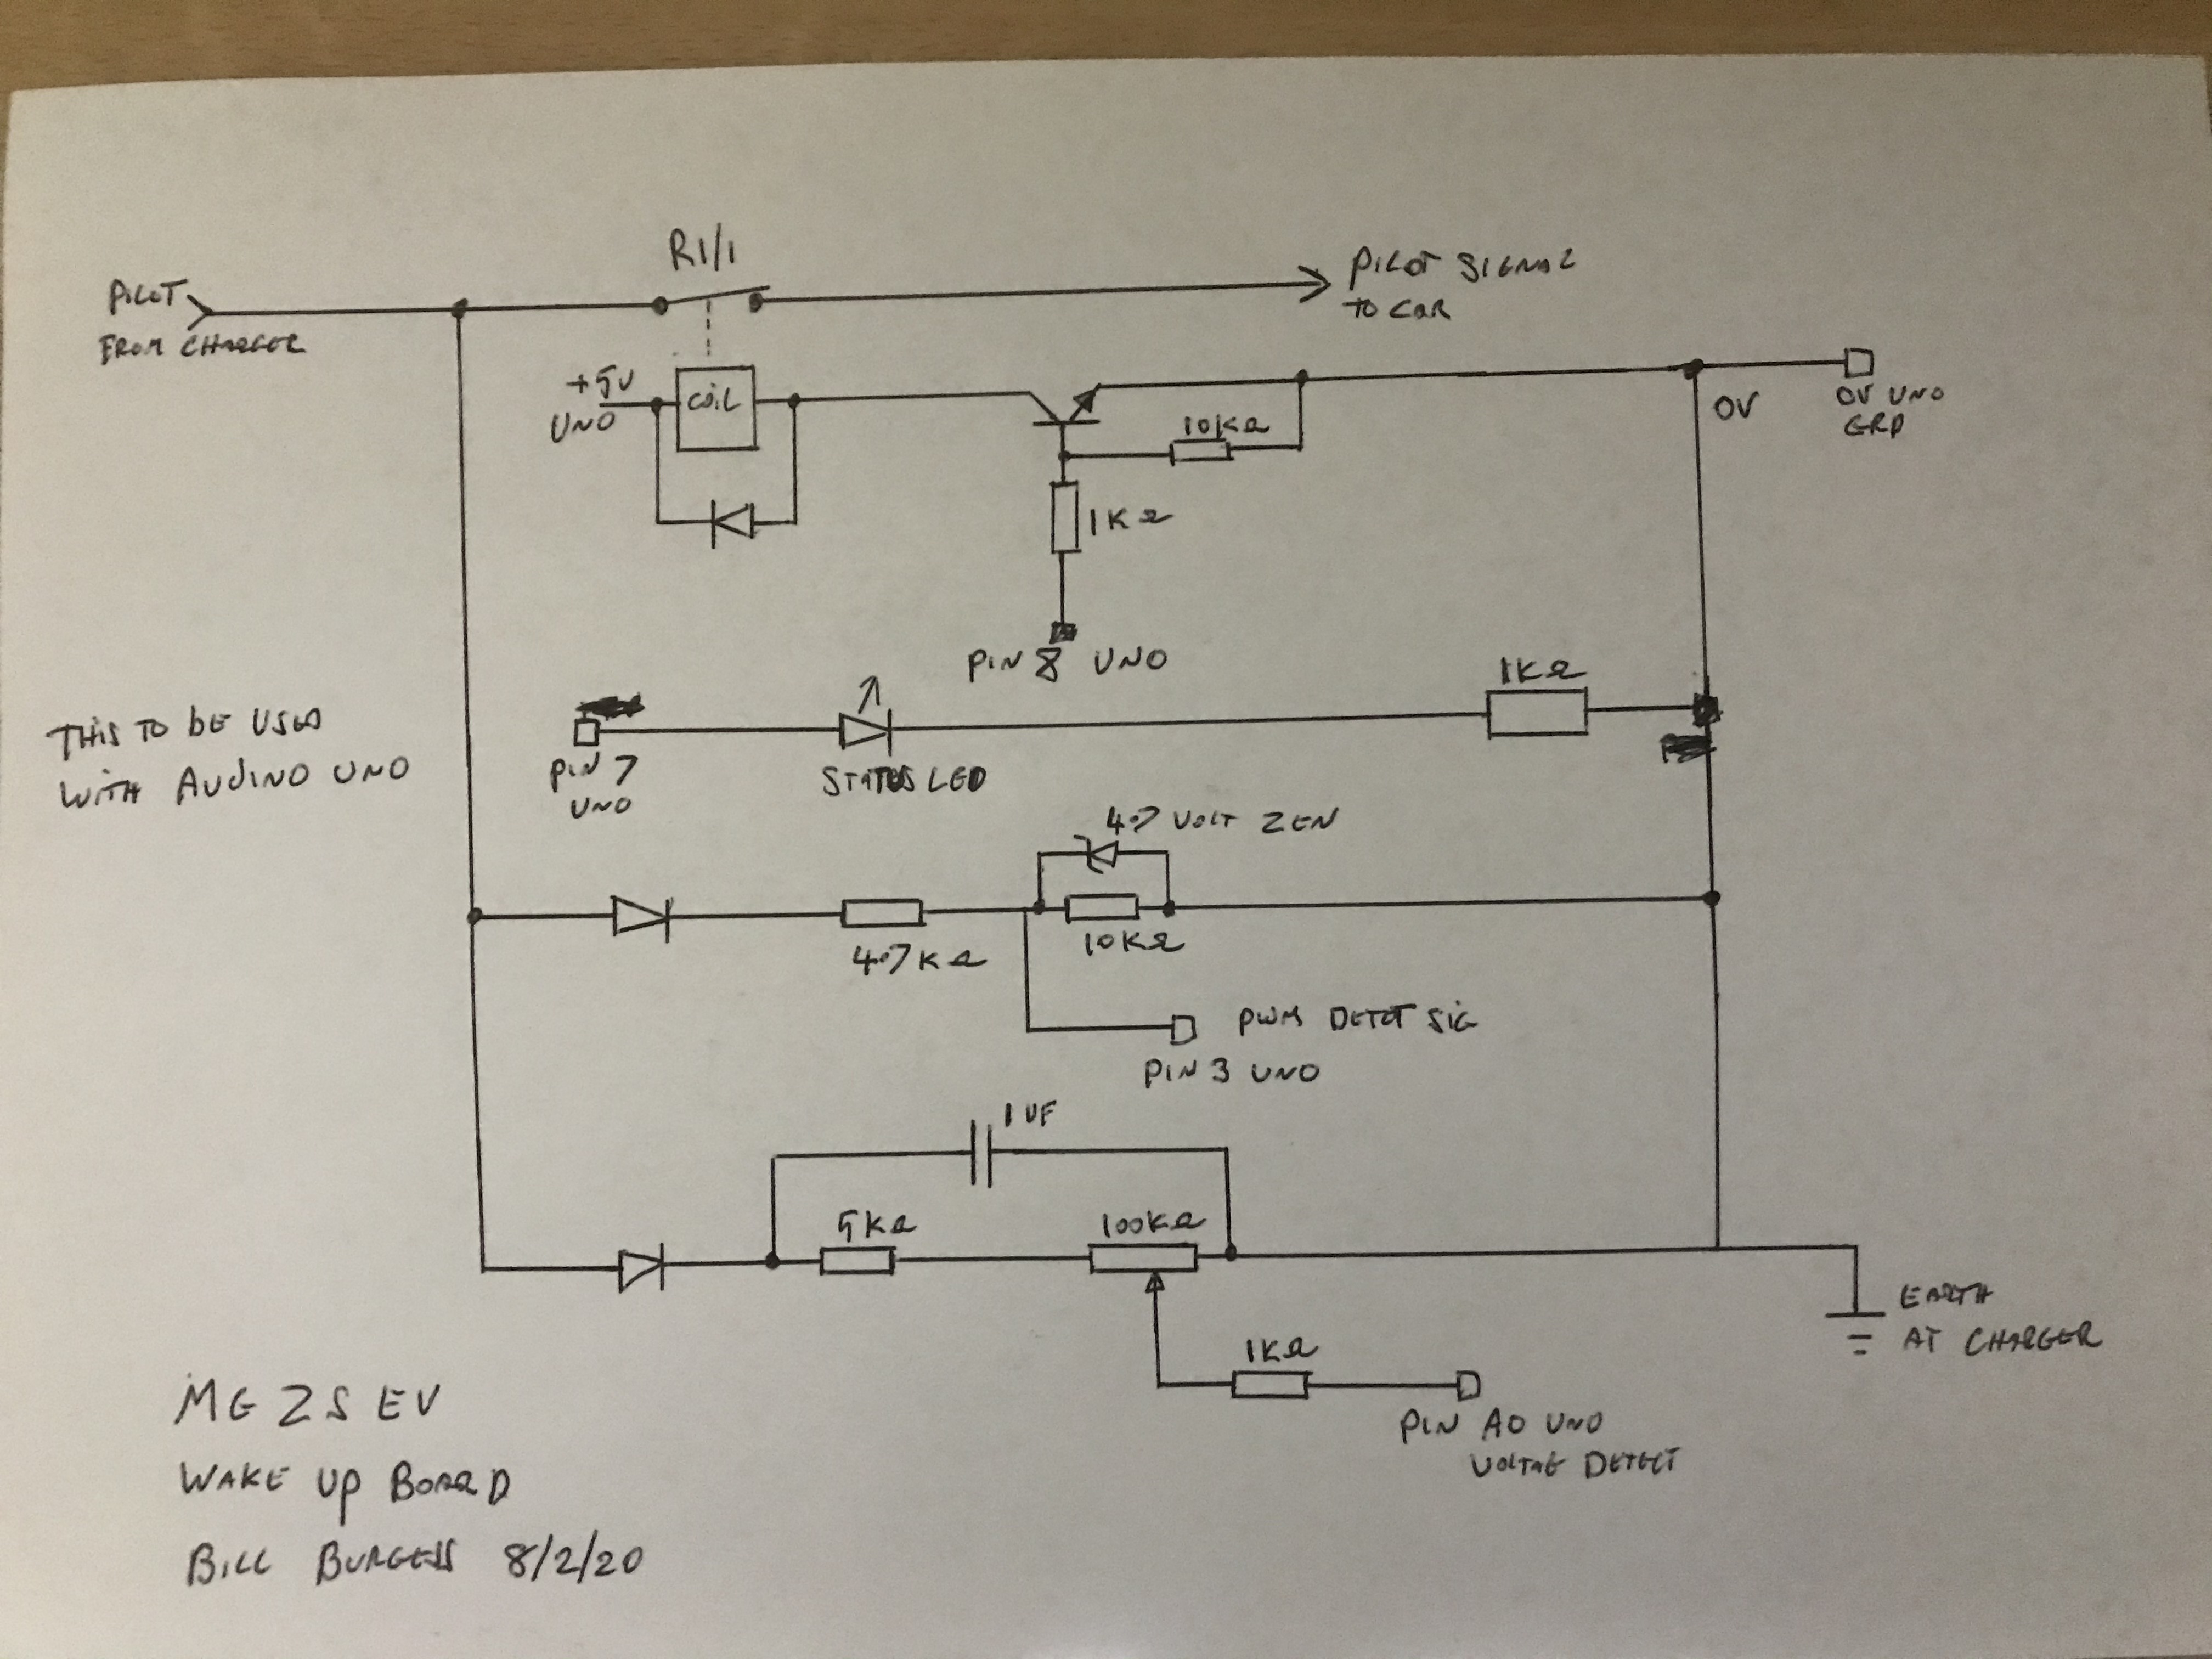 R1/1
PILOT
FROM CHARGER
PILOT SIGNAL
TO CAR
+5V
UNO
COIL
10KΩ
0V
0V UNO
GRD
1KΩ
PIN 8 UNO
1KΩ
THIS TO BE USED
WITH AUDINO UNO
PIN 7
UNO
STATUS LED
4.7 VOLT ZEN
4.7KΩ
10KΩ
PWM DETCT SIG
PIN 3 UNO
1 UF
5KΩ
100KΩ
EARTH
AT CHARGER
1KΩ
PIN A0 UNO
VOLTAGE DETECT
MG ZS EV
WAKE UP BOARD
BILL BURGESS 8/2/20